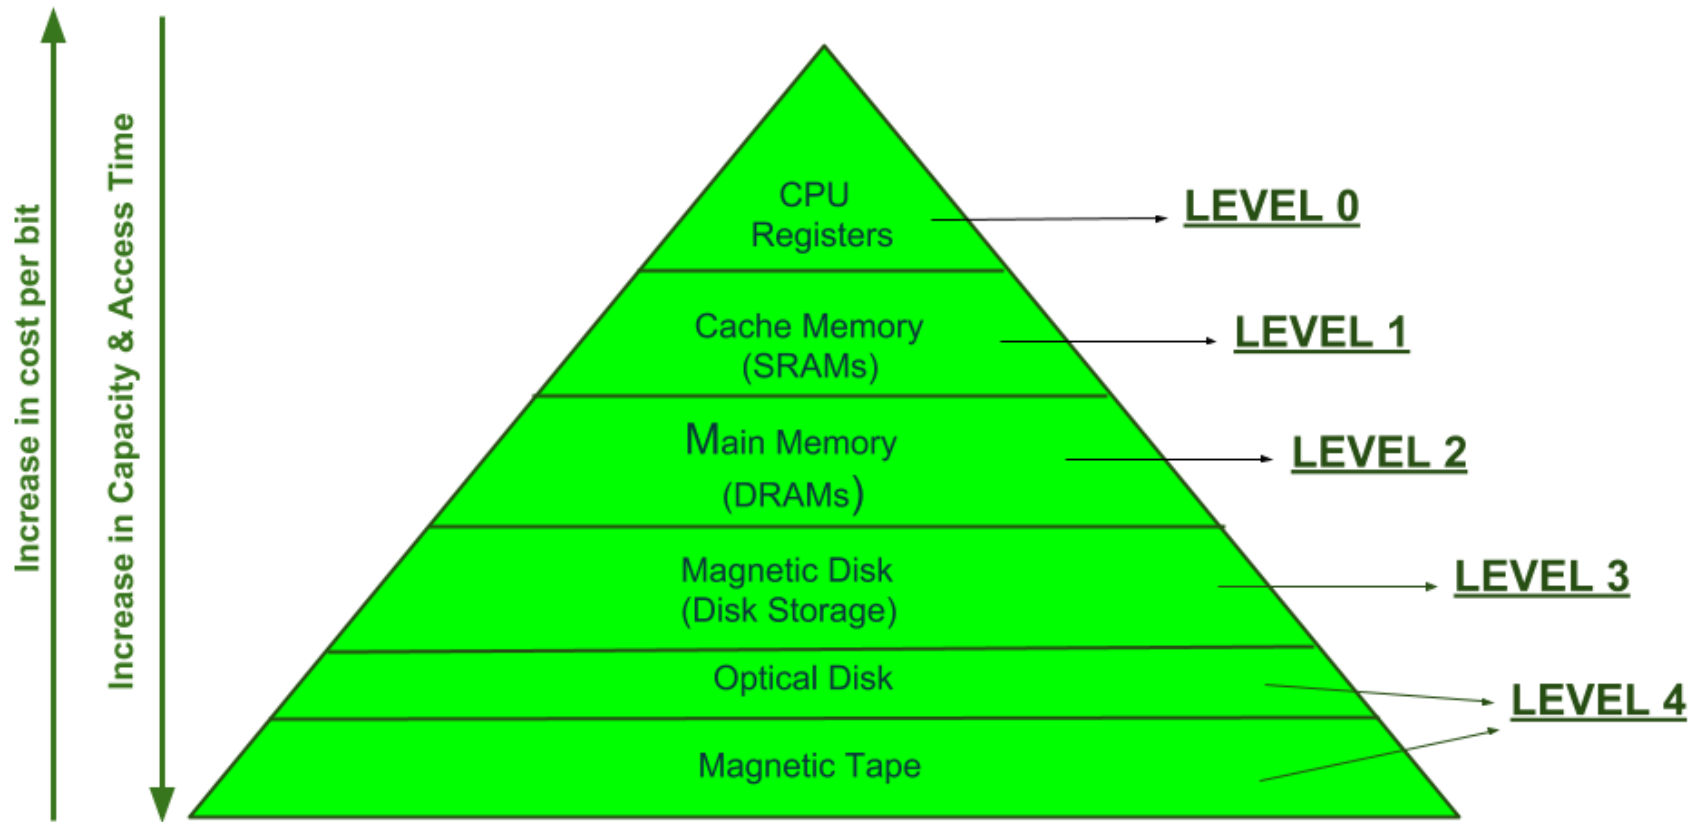 Increase in cost per bit
Increase in Capacity & Access Time
CPU
Registers
LEVEL 0
Cache Memory
(SRAMs)
LEVEL 1
Main Memory
(DRAMs)
LEVEL 2
Magnetic Disk
(Disk Storage)
LEVEL 3
Optical Disk
LEVEL 4
Magnetic Tape